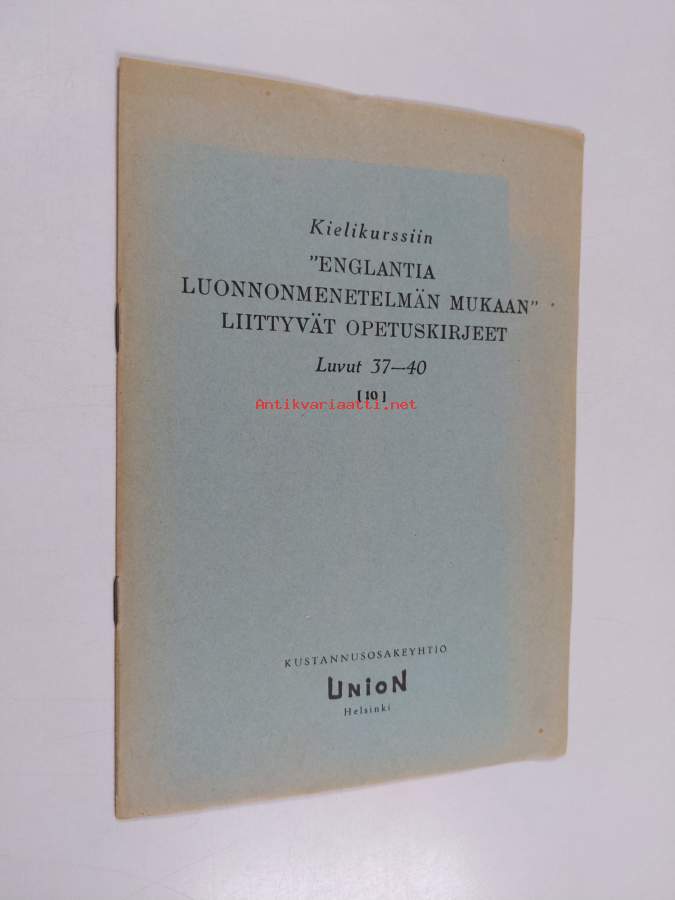 Kielikurssiin
"ENGLANTIA
LUONNONMENETELMÄN MUKAAN"
LIITTYVÄT OPETUSKIRJEET
Luvut 37—40
[10]
Antikvariaatti.net
KUSTANNUSOSAKEYHTIÖ
UNION
Helsinki